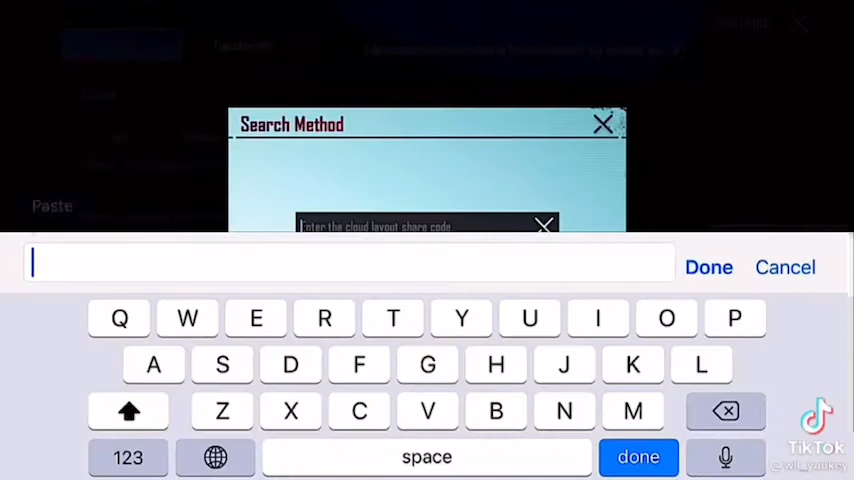 Search Method
Paste
Enter the cloud layout share code
Done Cancel
Q W E R T Y U I O P
A S D F G H J K L
Z X C V B N M
123 space done
TikTok